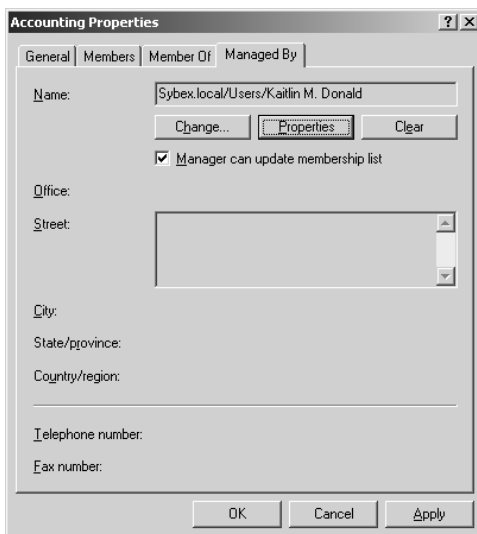 Accounting Properties
General Members Member Of Managed By
Name: Sybex.local/Users/Kaitlin M. Donald
Change... Properties Clear
Manager can update membership list
Office:
Street:
City:
State/province:
Country/region:
Telephone number:
Fax number:
OK Cancel Apply